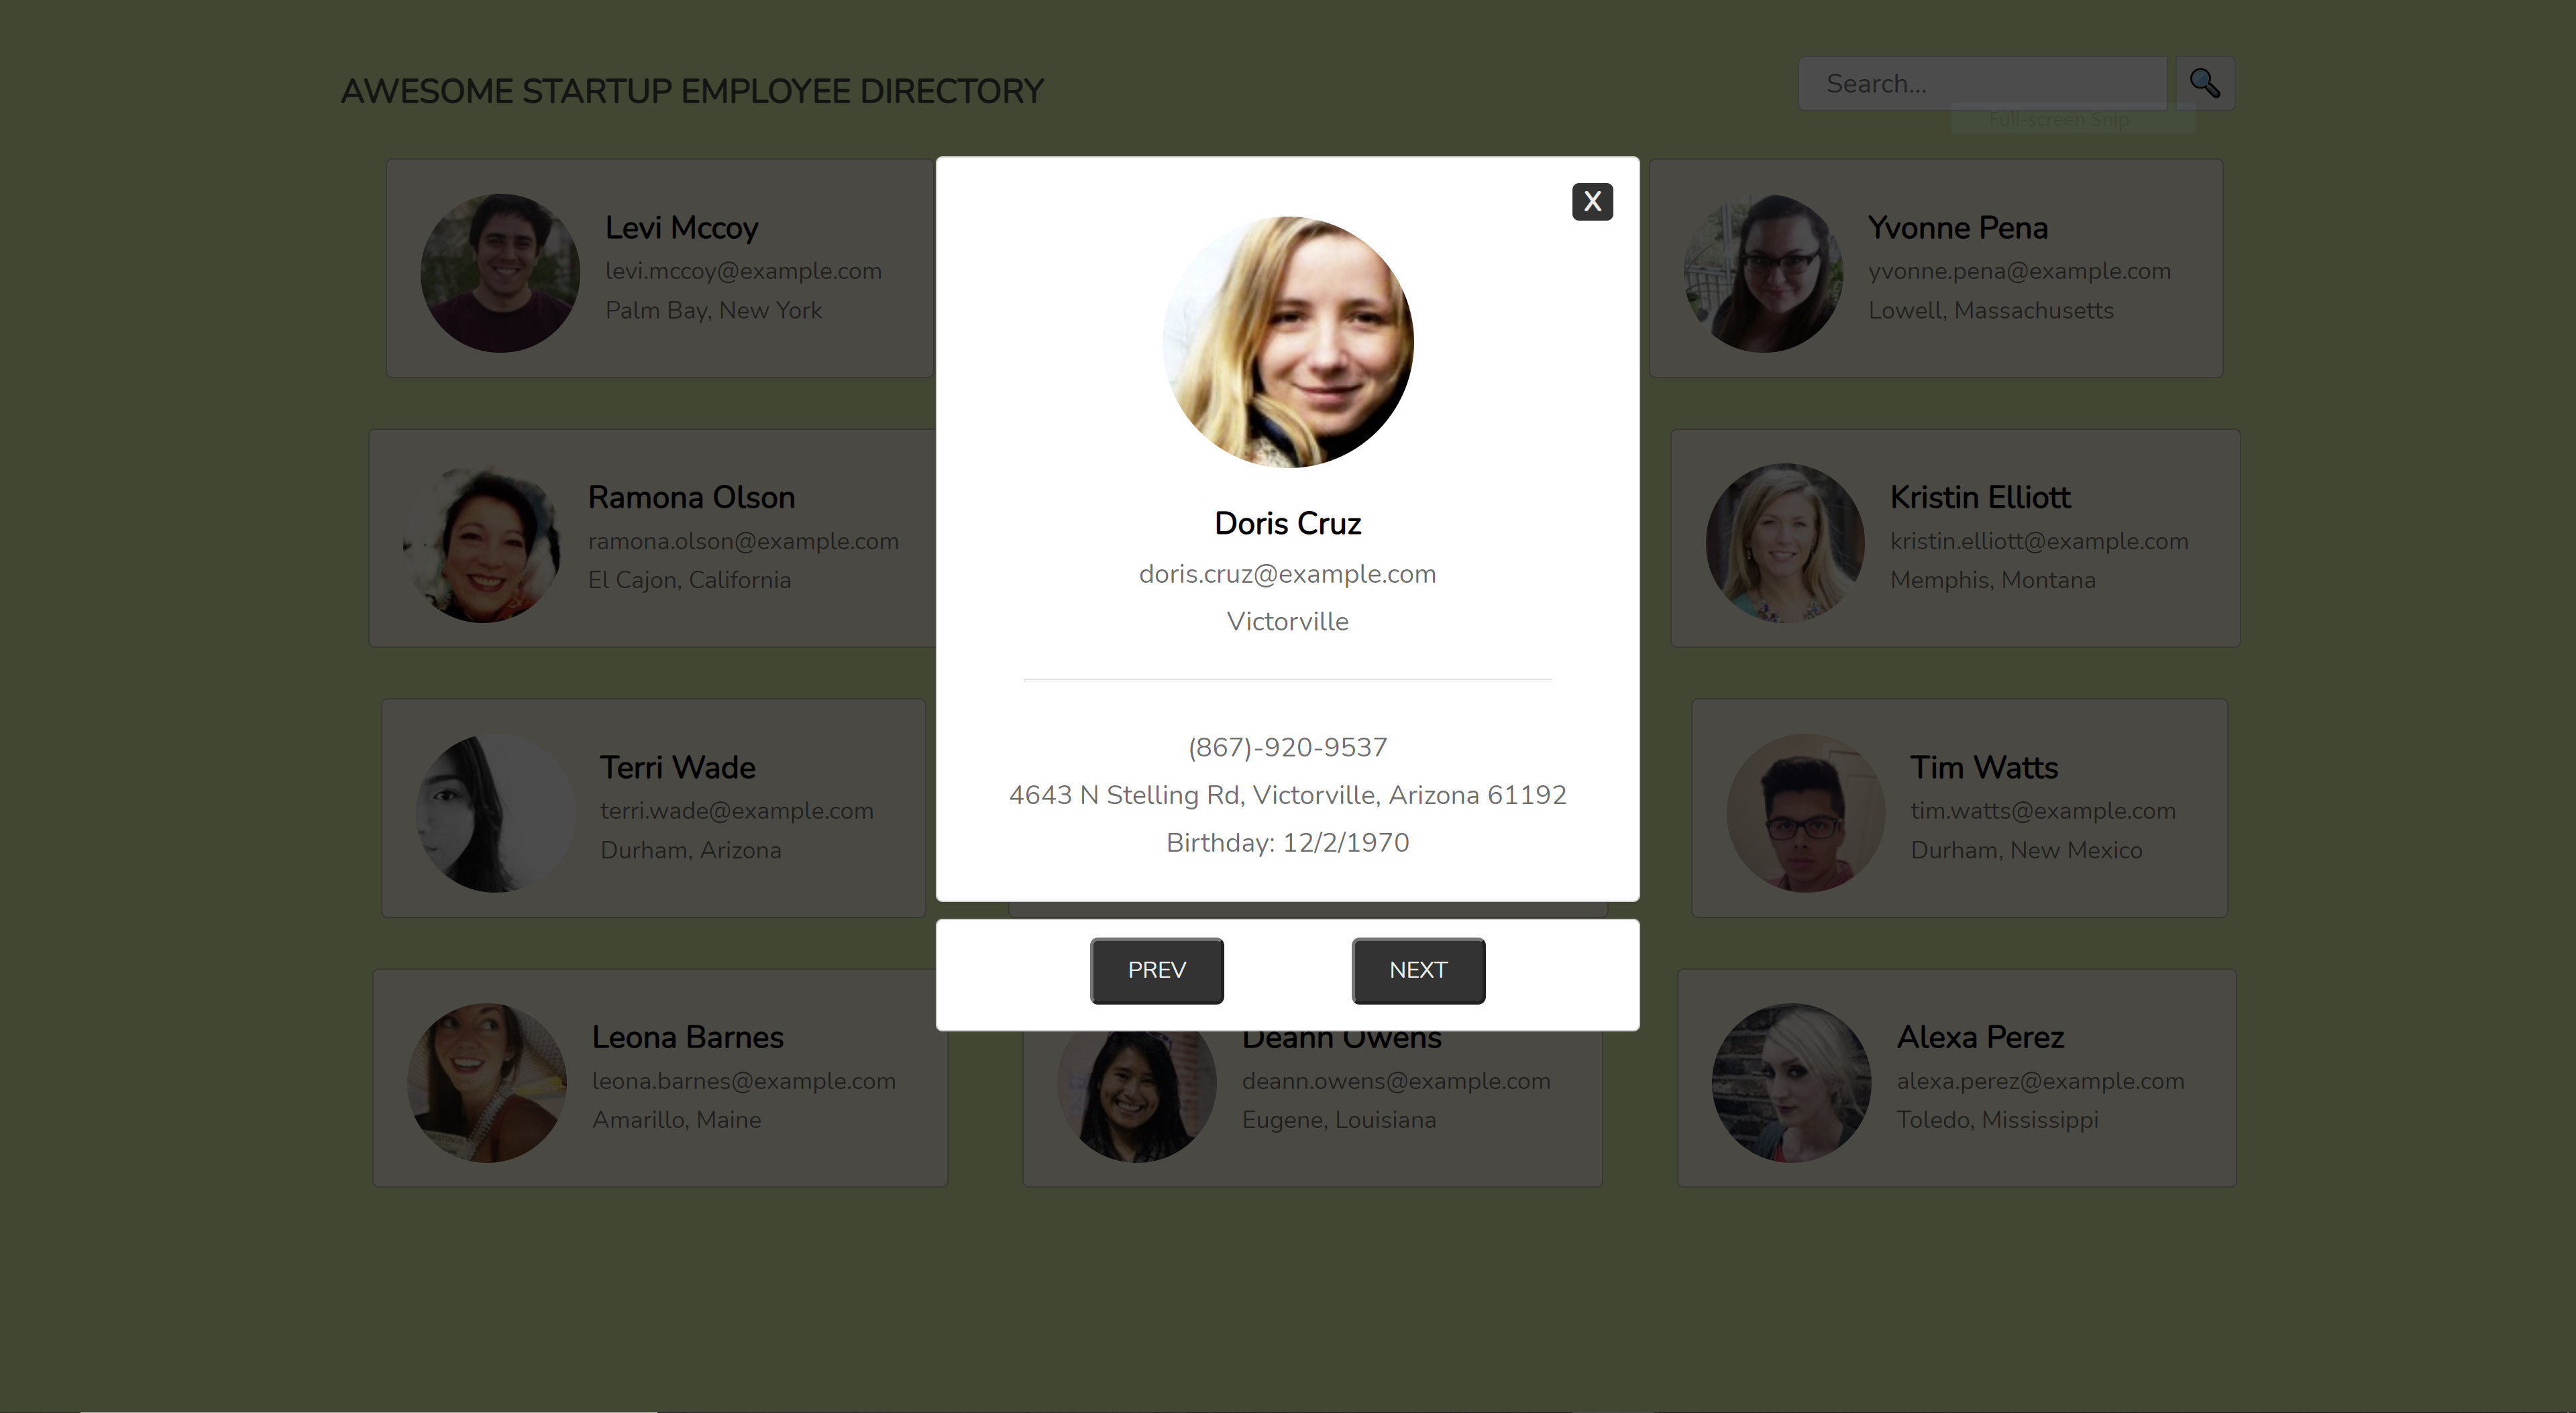 AWESOME STARTUP EMPLOYEE DIRECTORY
Search...
Full-screen Snip
Levi Mccoy
levi.mccoy@example.com
Palm Bay, New York
X
Doris Cruz
doris.cruz@example.com
Victorville
(867)-920-9537
4643 N Stelling Rd, Victorville, Arizona 61192
Birthday: 12/2/1970
PREV
NEXT
Yvonne Pena
yvonne.pena@example.com
Lowell, Massachusetts
Ramona Olson
ramona.olson@example.com
El Cajon, California
Kristin Elliott
kristin.elliott@example.com
Memphis, Montana
Terri Wade
terri.wade@example.com
Durham, Arizona
Tim Watts
tim.watts@example.com
Durham, New Mexico
Leona Barnes
leona.barnes@example.com
Amarillo, Maine
Deann Owens
deann.owens@example.com
Eugene, Louisiana
Alexa Perez
alexa.perez@example.com
Toledo, Mississippi